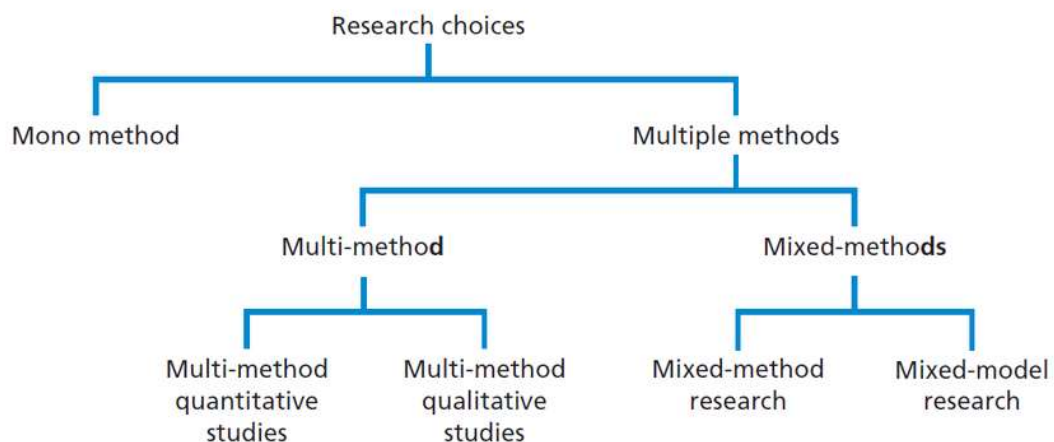 Research choices
Mono method
Multiple methods
Multi-method
Mixed-methods
Multi-method
quantitative
studies
Multi-method
qualitative
studies
Mixed-method
research
Mixed-model
research